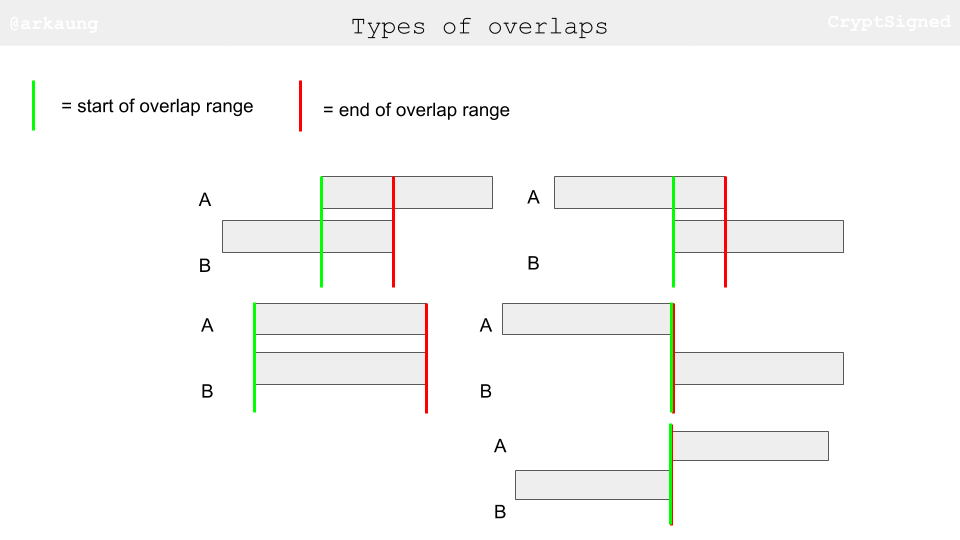 @arkaung
Types of overlaps
CryptSigned
= start of overlap range
= end of overlap range
A
B
A
B
A
B
A
B
A
B